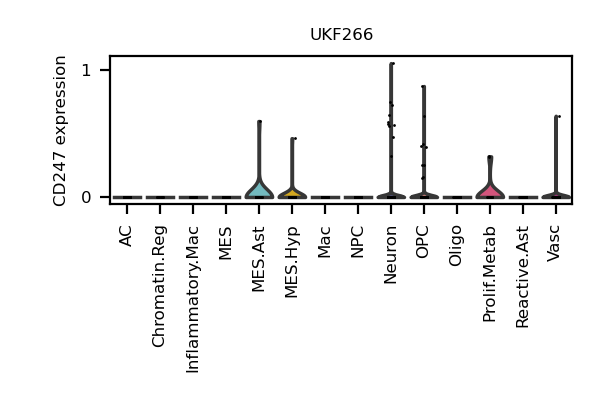 UKF266
CD247 expression
1
0
AC
Chromatin.Reg
Inflammatory.Mac
MES
MES.Ast
MES.Hyp
Mac
NPC
Neuron
OPC
Oligo
Prolif.Metab
Reactive.Ast
Vasc